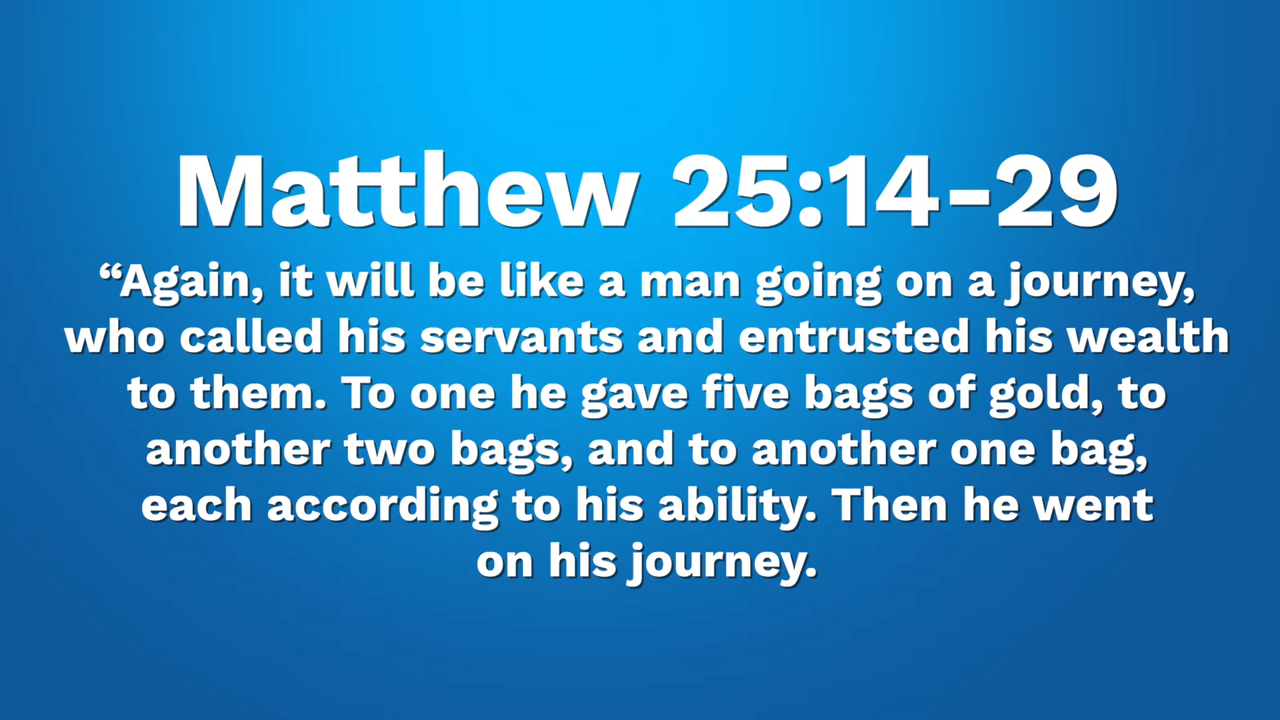 Matthew 25:14-29
“Again, it will be like a man going on a journey,
who called his servants and entrusted his wealth
to them. To one he gave five bags of gold, to
another two bags, and to another one bag,
each according to his ability. Then he went
on his journey.